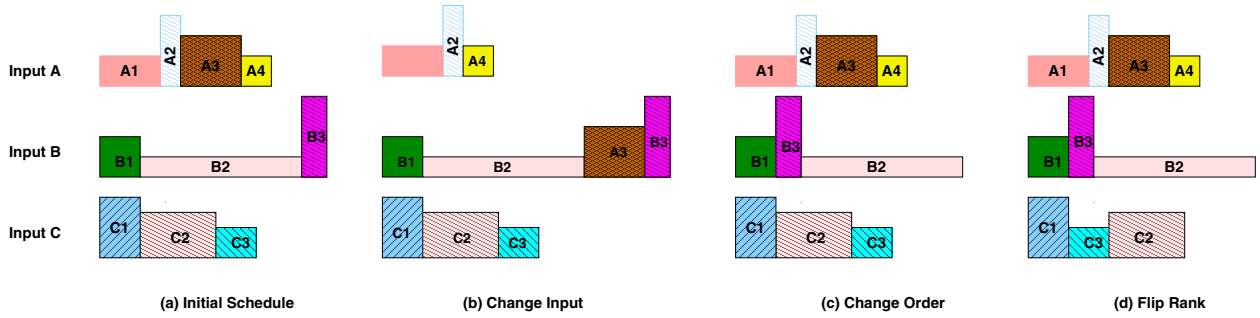 Input A
A1
A2
A3
A4
A2
A4
A1
A2
A3
A4
A1
A2
A3
A4
Input B
B1
B2
B3
B1
B2
A3
B3
B1
B3
B2
B1
B3
B2
Input C
C1
C2
C3
C1
C2
C3
C1
C2
C3
C1
C3
C2
(a) Initial Schedule
(b) Change Input
(c) Change Order
(d) Flip Rank